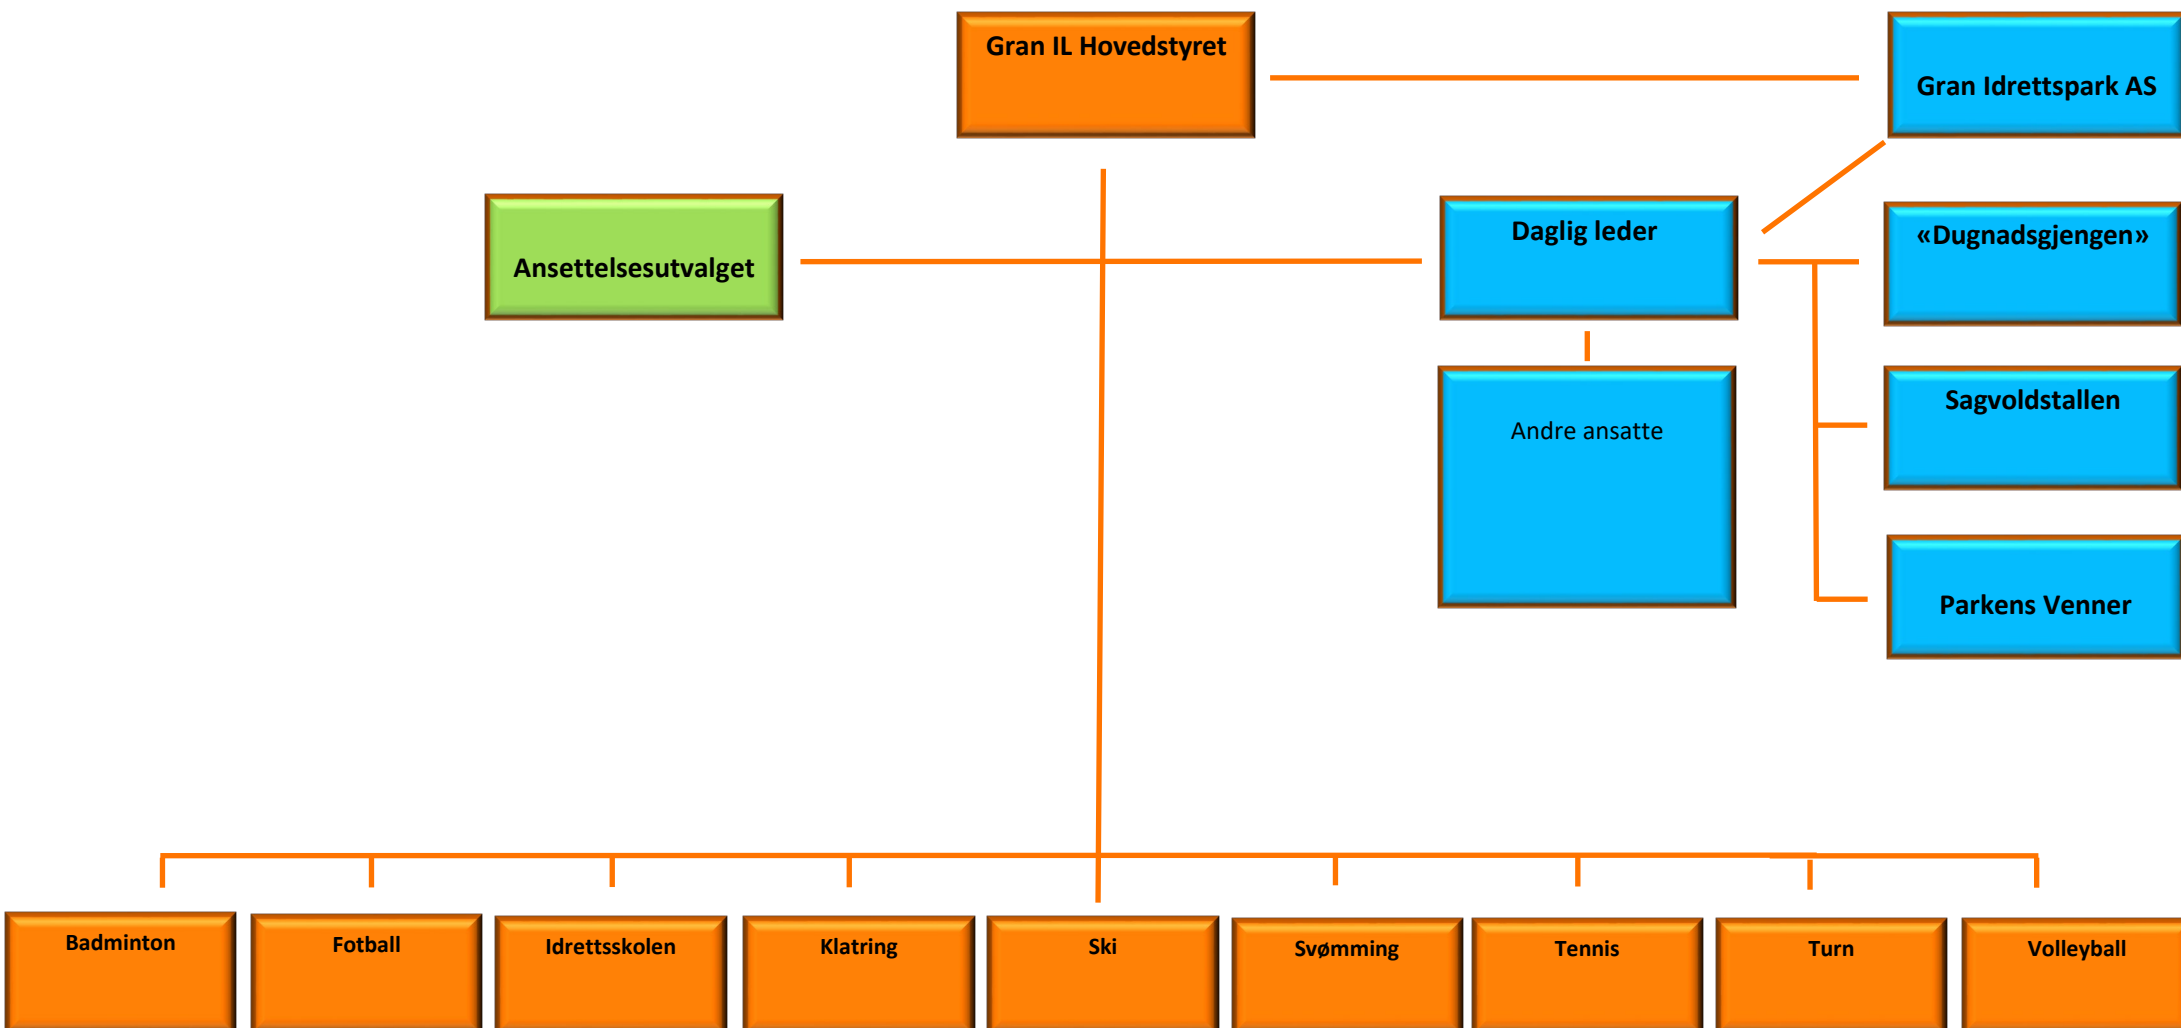 Gran IL Hovedstyret
Gran Idrettspark AS
Ansettelsesutvalget
Daglig leder
«Dugnadsgjengen»
Andre ansatte
Sagvoldstallen
Parkens Venner
Badminton
Fotball
Idrettsskolen
Klatring
Ski
Svømming
Tennis
Turn
Volleyball